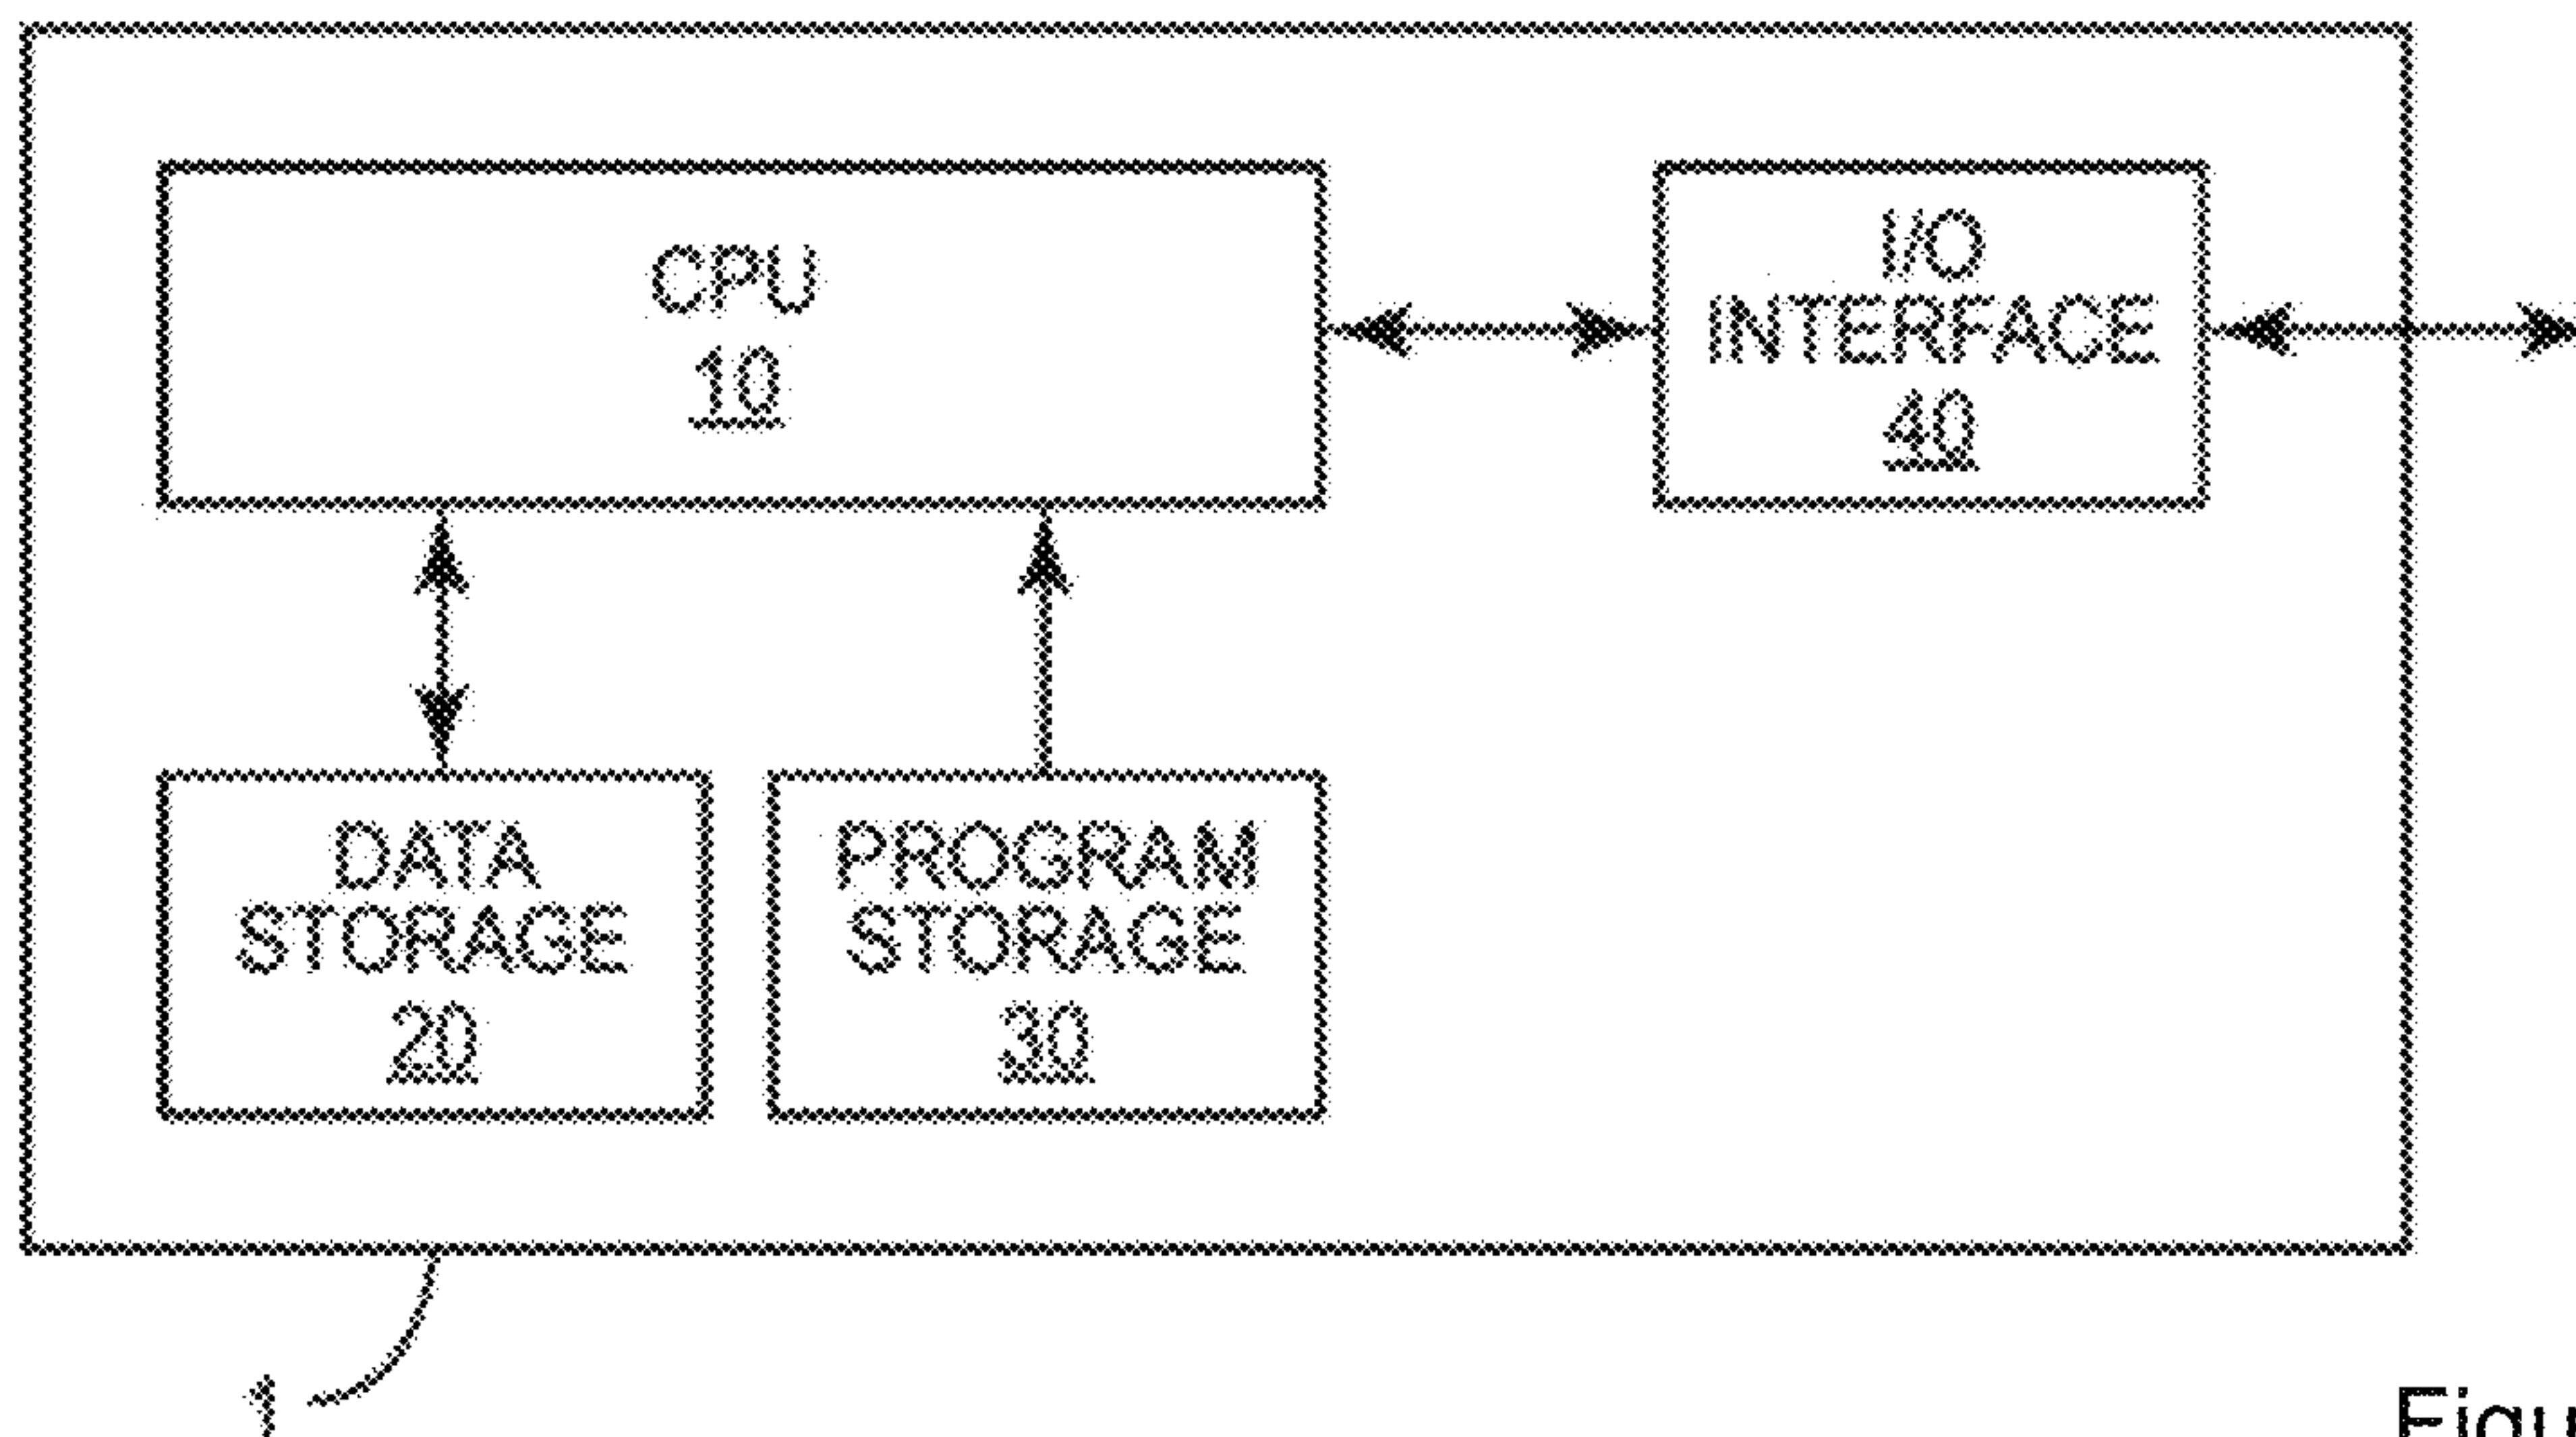 CPU
10
I/O
INTERFACE
40
DATA
STORAGE
20
PROGRAM
STORAGE
30
1